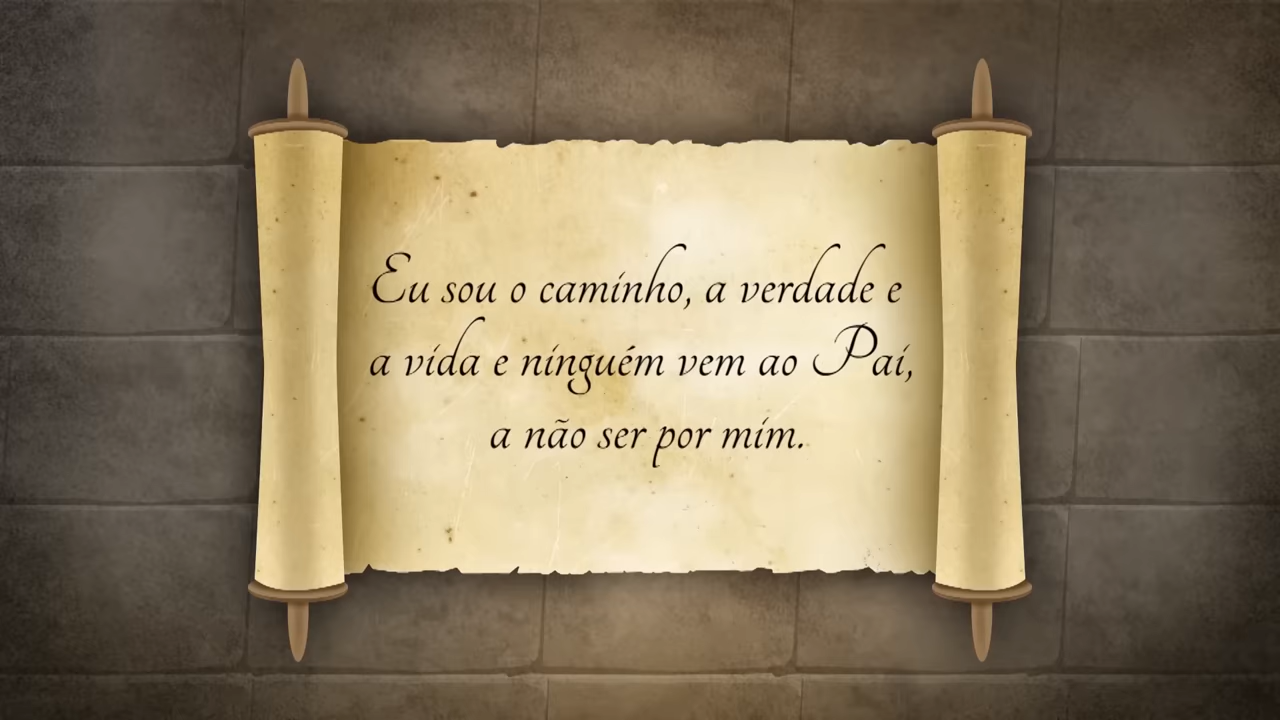 Eu sou o caminho, a verdade e
a vida e ninguém vem ao Pai,
a não ser por mim.